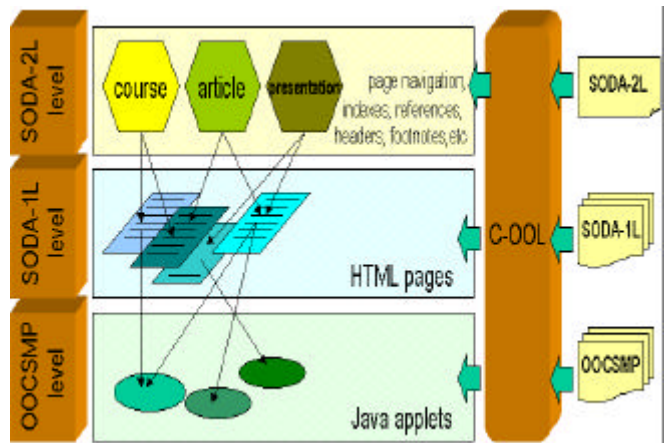 SODA-2L
level
course
article
presentation
page navigation,
indexes, references,
headers, footnotes,etc
SODA-2L
SODA-1L
level
HTML pages
C-OOL
SODA-1L
OOCSMP
level
Java applets
OOCSMP